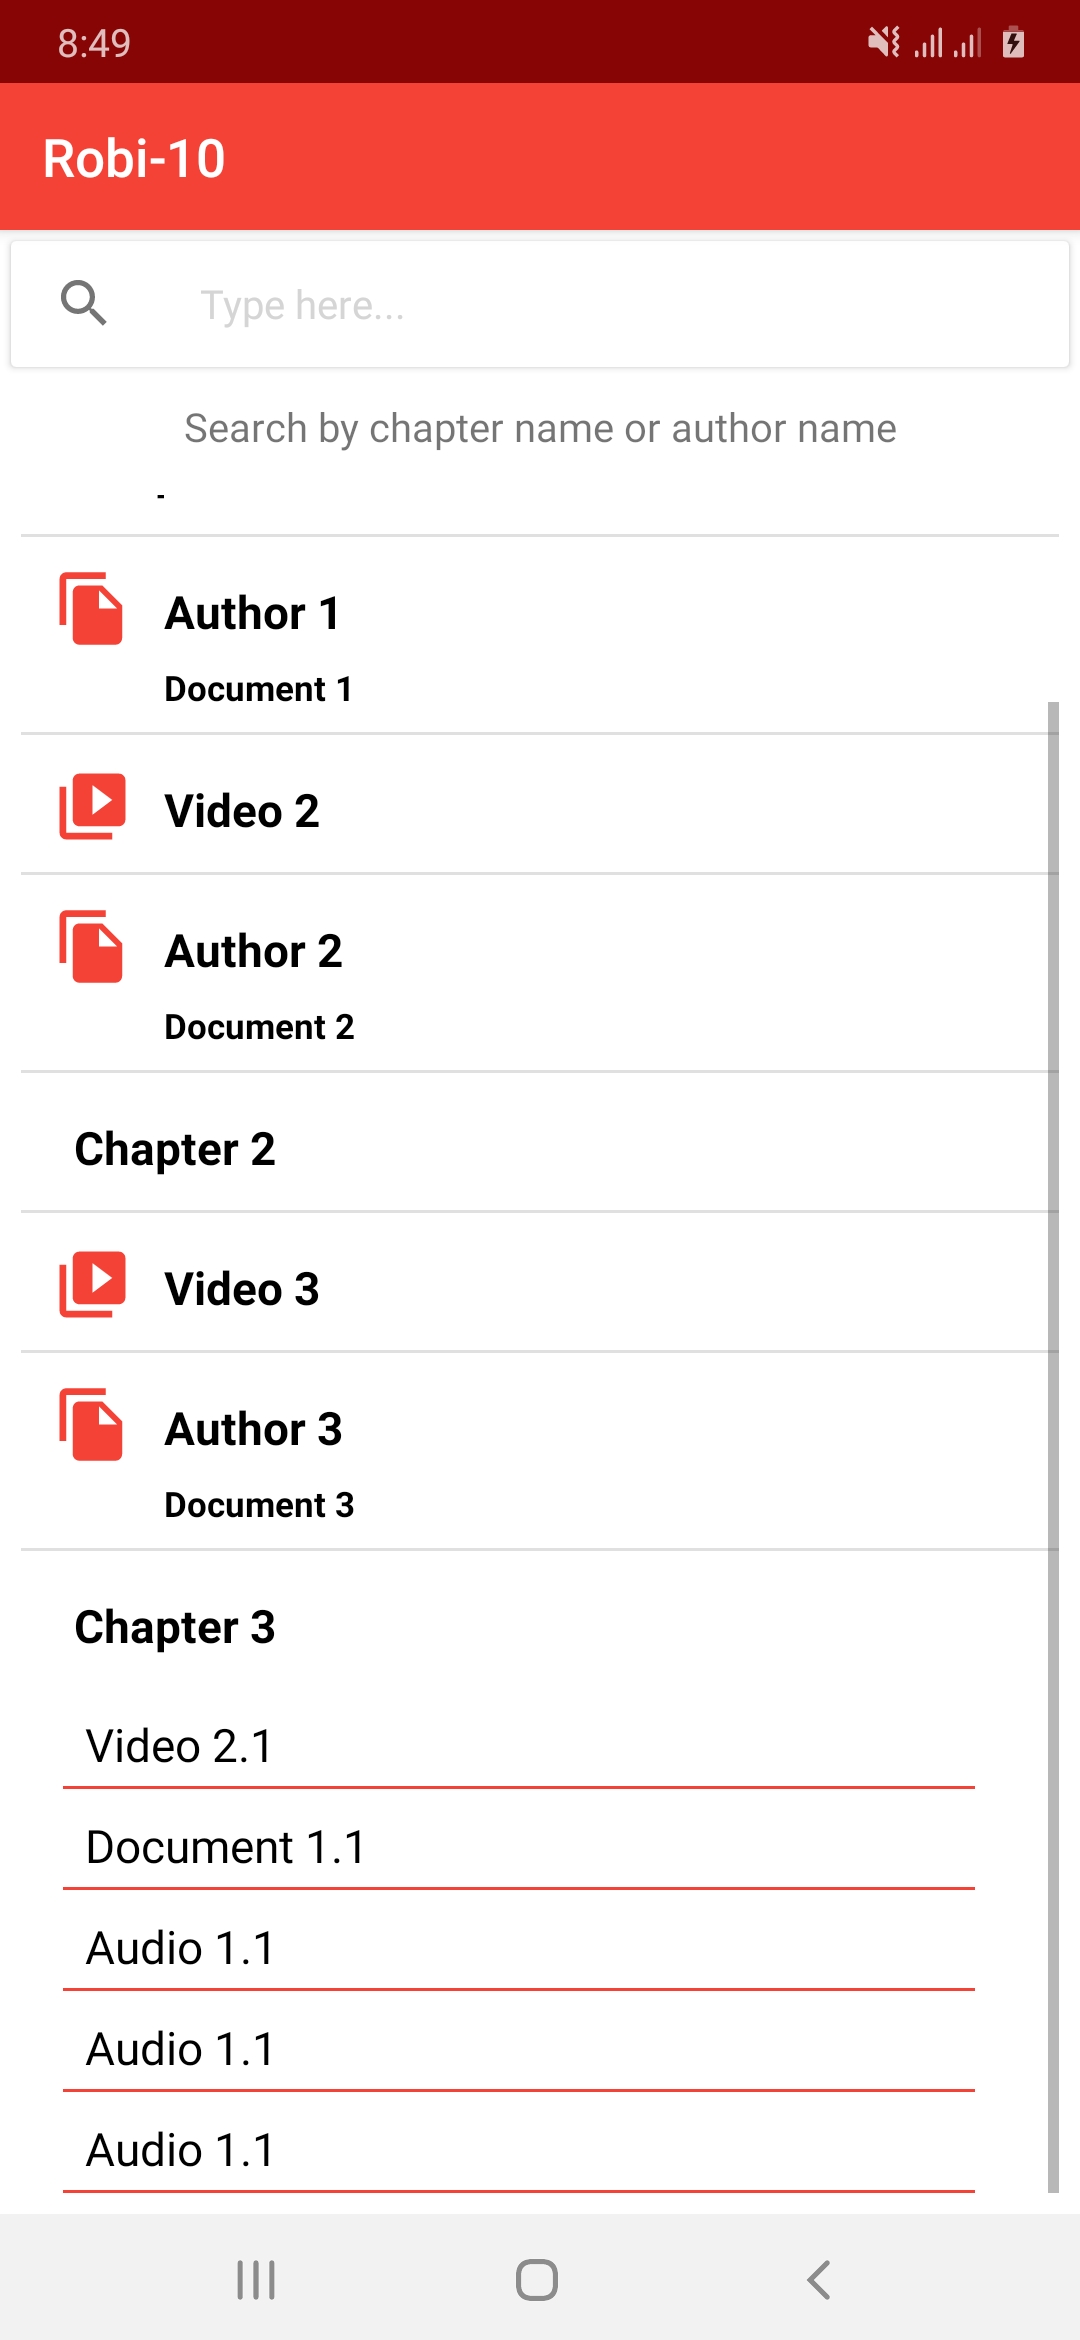 8:49
Robi-10
Type here...
Search by chapter name or author name
Author 1
Document 1
Video 2
Author 2
Document 2
Chapter 2
Video 3
Author 3
Document 3
Chapter 3
Video 2.1
Document 1.1
Audio 1.1
Audio 1.1
Audio 1.1